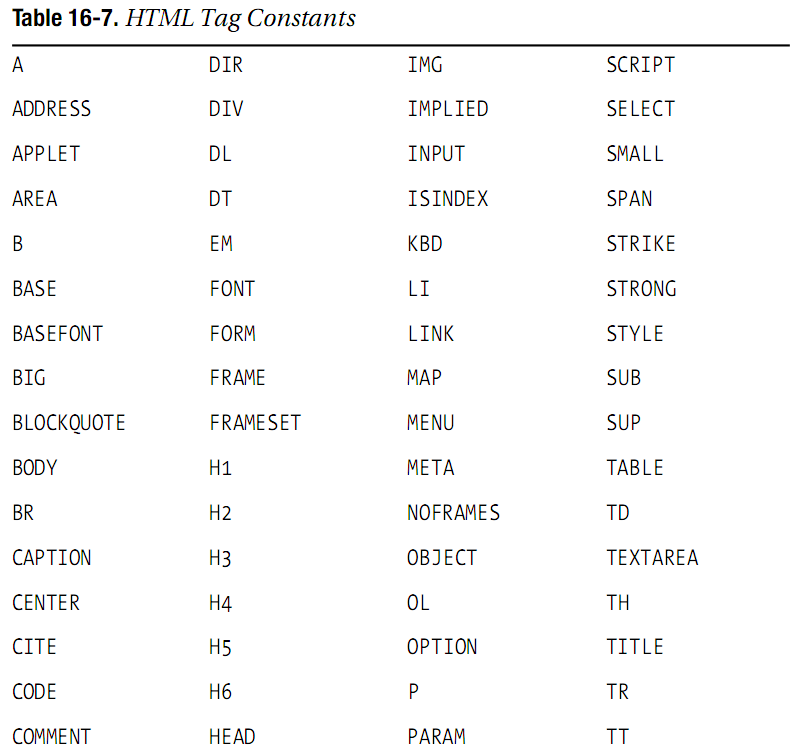 Table 16-7. HTML Tag Constants
A DIR IMG SCRIPT
ADDRESS DIV IMPLIED SELECT
APPLET DL INPUT SMALL
AREA DT ISINDEX SPAN
B EM KBD STRIKE
BASE FONT LI STRONG
BASEFONT FORM LINK STYLE
BIG FRAME MAP SUB
BLOCKQUOTE FRAMESET MENU SUP
BODY H1 META TABLE
BR H2 NOFRAMES TD
CAPTION H3 OBJECT TEXTAREA
CENTER H4 OL TH
CITE H5 OPTION TITLE
CODE H6 P TR
COMMENT HEAD PARAM TT